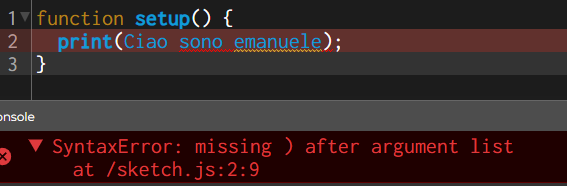 1 function setup() {
2 print(Ciao sono emanuele);
3 }
onsole
▼ SyntaxError: missing ) after argument list
at /sketch.js:2:9